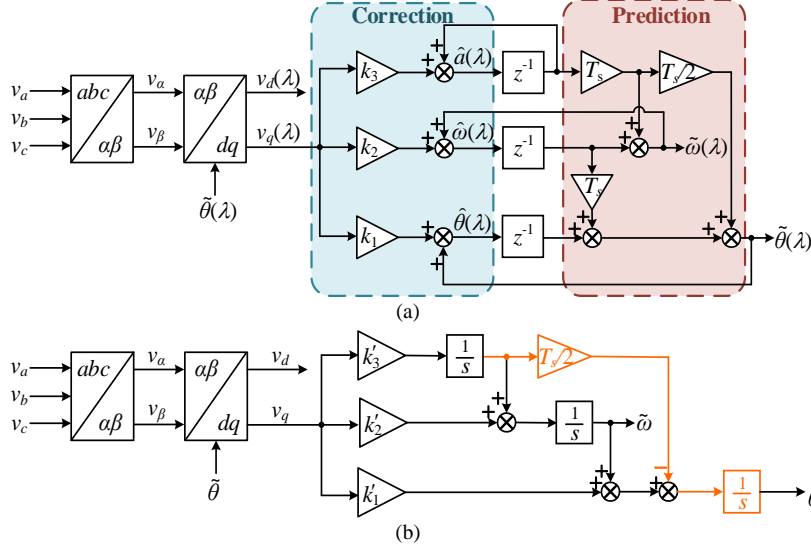 Correction Prediction
v_a v_b v_c abc αβ v_α v_β αβ dq v_d(λ) v_q(λ) θ̃(λ)
k_3 + + â(λ) z⁻¹ T_s T_s/2
k_2 + + ω̂(λ) z⁻¹ + + ω̃(λ)
T_s
k_1 + + θ̂(λ) z⁻¹ + + + + θ̃(λ)
(a)
v_a v_b v_c abc αβ v_α v_β αβ dq v_d v_q θ̃
k′_3 1/s T_s/2
k′_2 + + 1/s ω̃
k′_1 + + + − 1/s
(b)